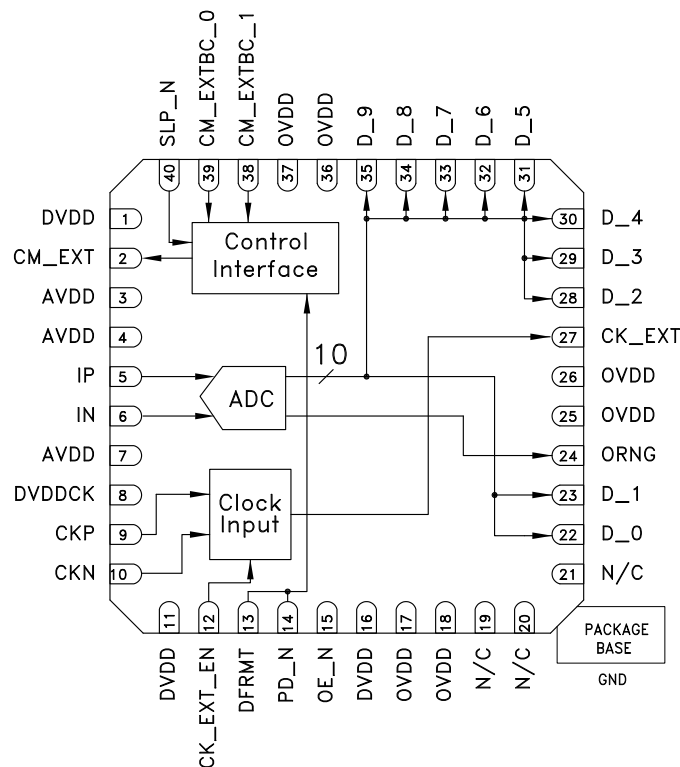 SLP_N
CM_EXTBC_0
CM_EXTBC_1
OVDD
OVDD
D_9
D_8
D_7
D_6
D_5
40
39
38
37
36
35
34
33
32
31
DVDD 1
CM_EXT 2
AVDD 3
AVDD 4
IP 5
IN 6
AVDD 7
DVDDCK 8
CKP 9
CKN 10
Control
Interface
10
ADC
Clock
Input
30 D_4
29 D_3
28 D_2
27 CK_EXT
26 OVDD
25 OVDD
24 ORNG
23 D_1
22 D_0
21 N/C
11
12
13
14
15
16
17
18
19
20
DVDD
CK_EXT_EN
DFRMT
PD_N
OE_N
DVDD
OVDD
OVDD
N/C
N/C
PACKAGE
BASE
GND